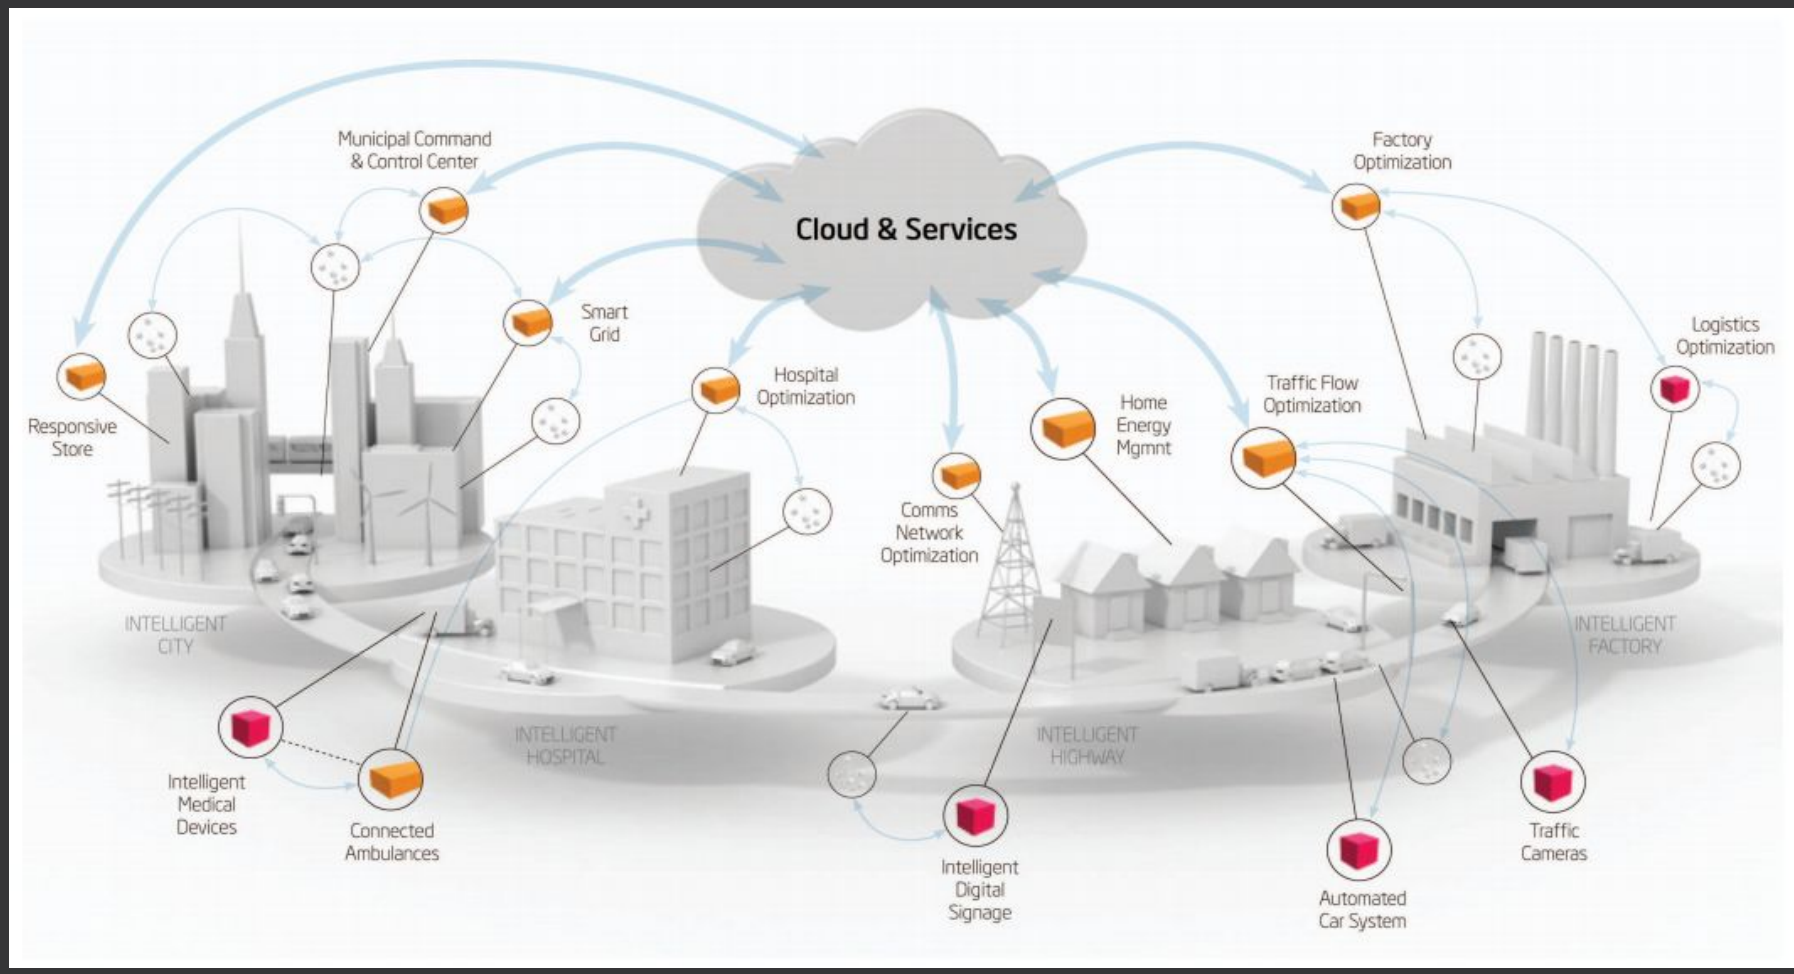 Municipal Command
& Control Center
Factory
Optimization
Cloud & Services
Smart
Grid
Logistics
Optimization
Hospital
Optimization
Traffic Flow
Optimization
Home
Energy
Mgmnt
Responsive
Store
Comms
Network
Optimization
INTELLIGENT
CITY
INTELLIGENT
FACTORY
INTELLIGENT
HOSPITAL
INTELLIGENT
HIGHWAY
Intelligent
Medical
Devices
Connected
Ambulances
Traffic
Cameras
Intelligent
Digital
Signage
Automated
Car System